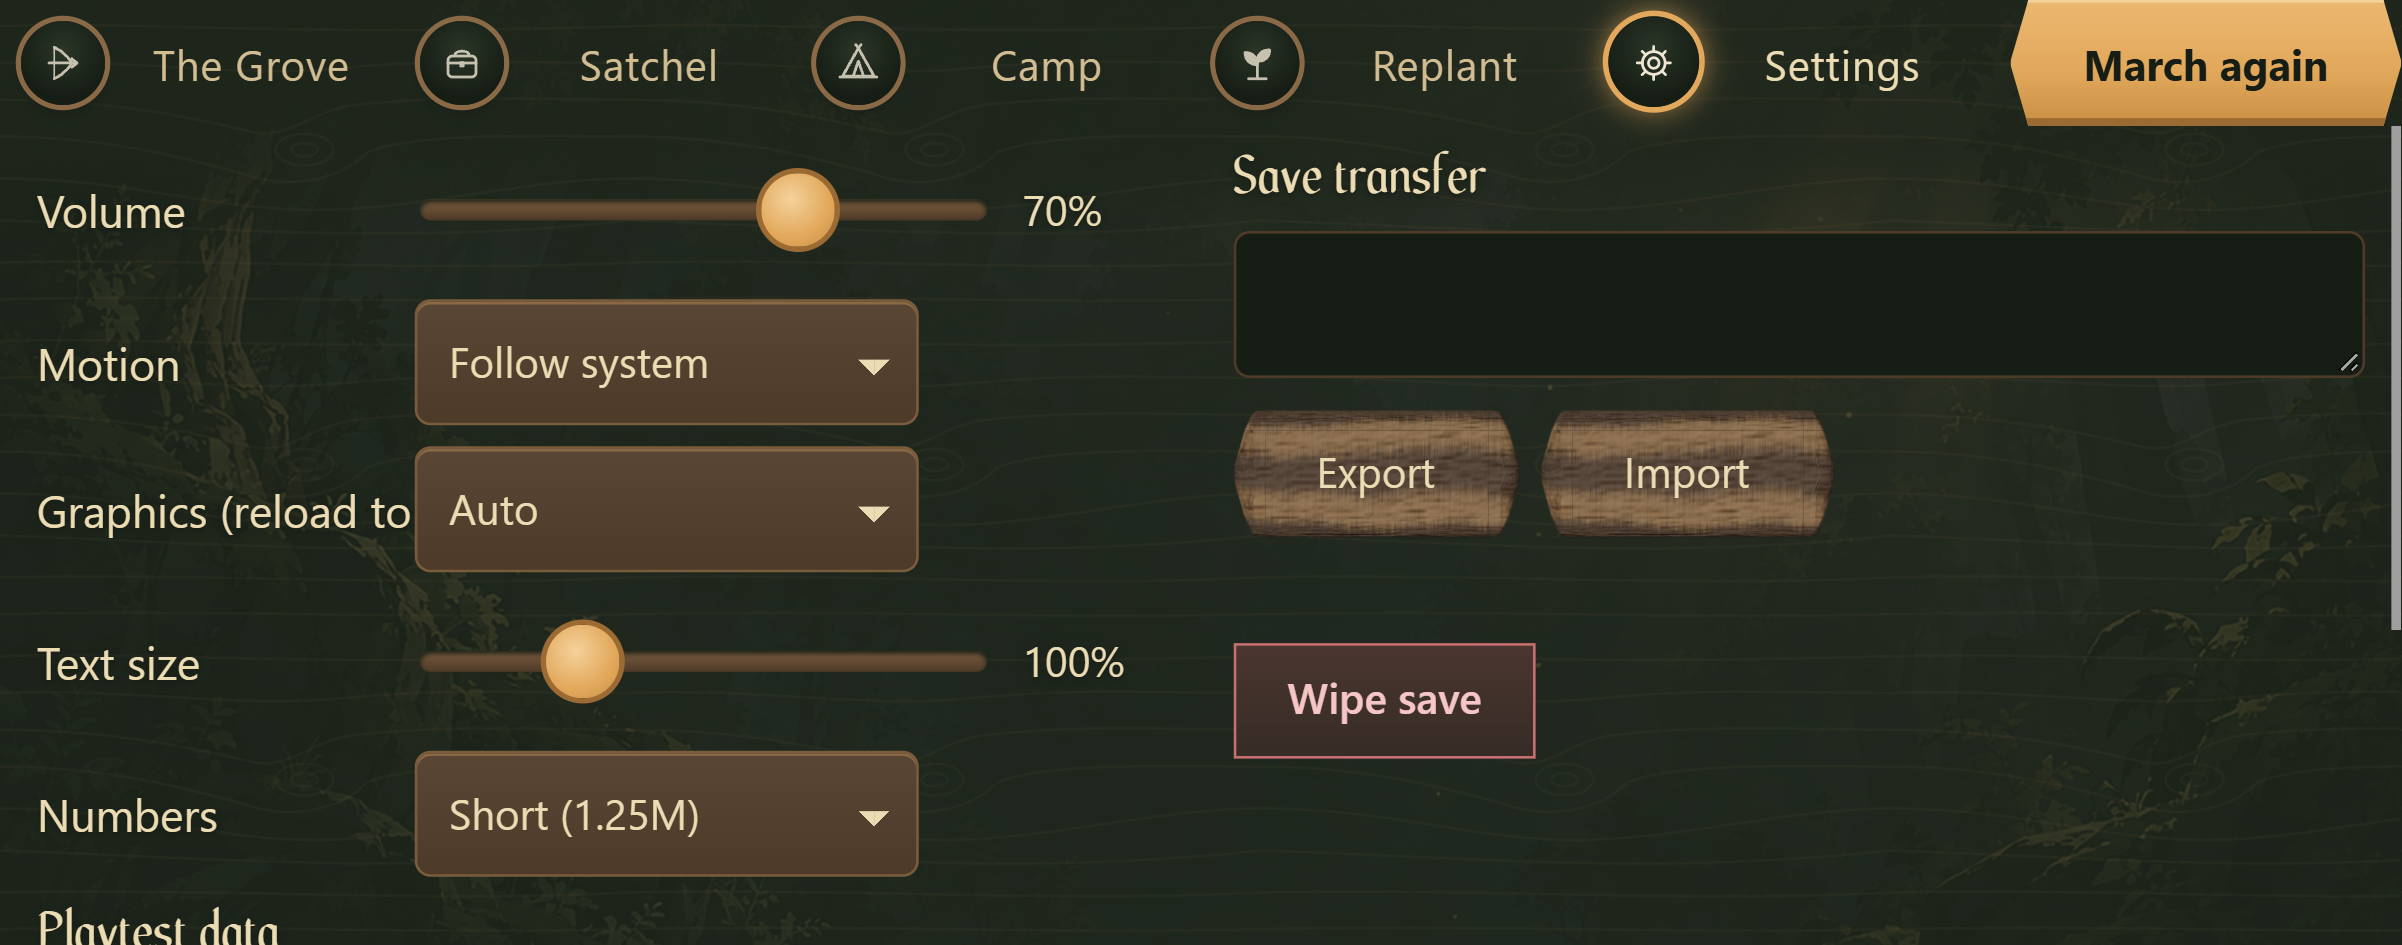 The Grove Satchel Camp Replant Settings March again
Volume 70%
Motion Follow system
Graphics (reload to Auto
Text size 100%
Numbers Short (1.25M)
Playtest data
Save transfer
Export Import
Wipe save